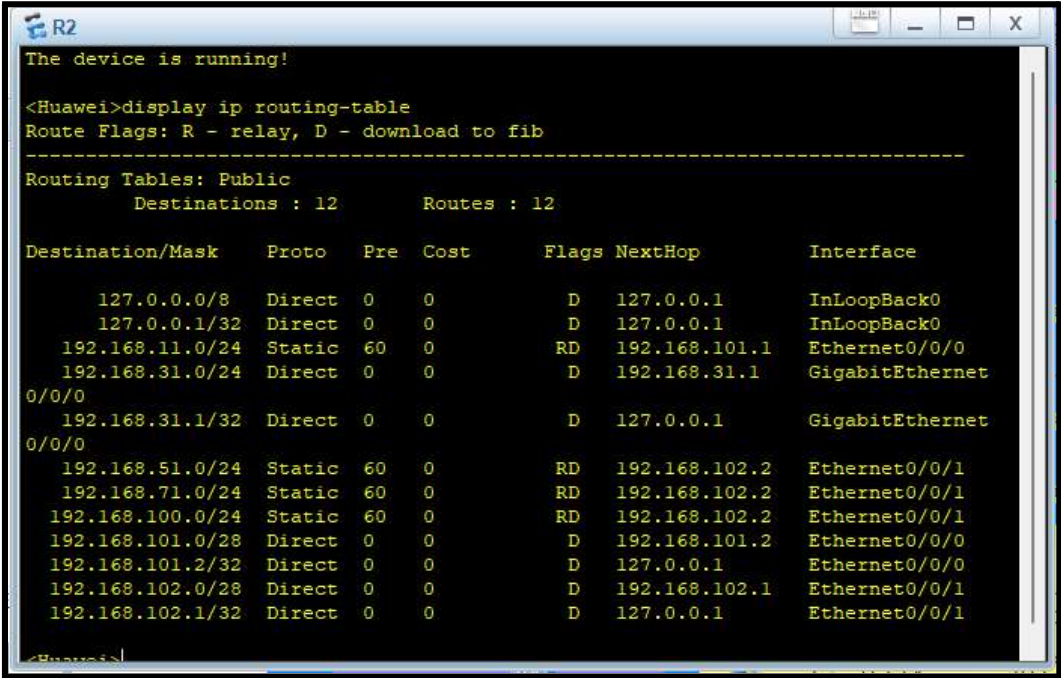 R2
X
The device is running!
<Huawei>display ip routing-table
Route Flags: R - relay, D - download to fib
------------------------------------------------------------------------------
Routing Tables: Public
Destinations : 12 Routes : 12
Destination/Mask Proto Pre Cost Flags NextHop Interface
127.0.0.0/8 Direct 0 0 D 127.0.0.1 InLoopBack0
127.0.0.1/32 Direct 0 0 D 127.0.0.1 InLoopBack0
192.168.11.0/24 Static 60 0 RD 192.168.101.1 Ethernet0/0/0
192.168.31.0/24 Direct 0 0 D 192.168.31.1 GigabitEthernet
0/0/0
192.168.31.1/32 Direct 0 0 D 127.0.0.1 GigabitEthernet
0/0/0
192.168.51.0/24 Static 60 0 RD 192.168.102.2 Ethernet0/0/1
192.168.71.0/24 Static 60 0 RD 192.168.102.2 Ethernet0/0/1
192.168.100.0/24 Static 60 0 RD 192.168.102.2 Ethernet0/0/1
192.168.101.0/28 Direct 0 0 D 192.168.101.2 Ethernet0/0/0
192.168.101.2/32 Direct 0 0 D 127.0.0.1 Ethernet0/0/0
192.168.102.0/28 Direct 0 0 D 192.168.102.1 Ethernet0/0/1
192.168.102.1/32 Direct 0 0 D 127.0.0.1 Ethernet0/0/1
<Huawei>